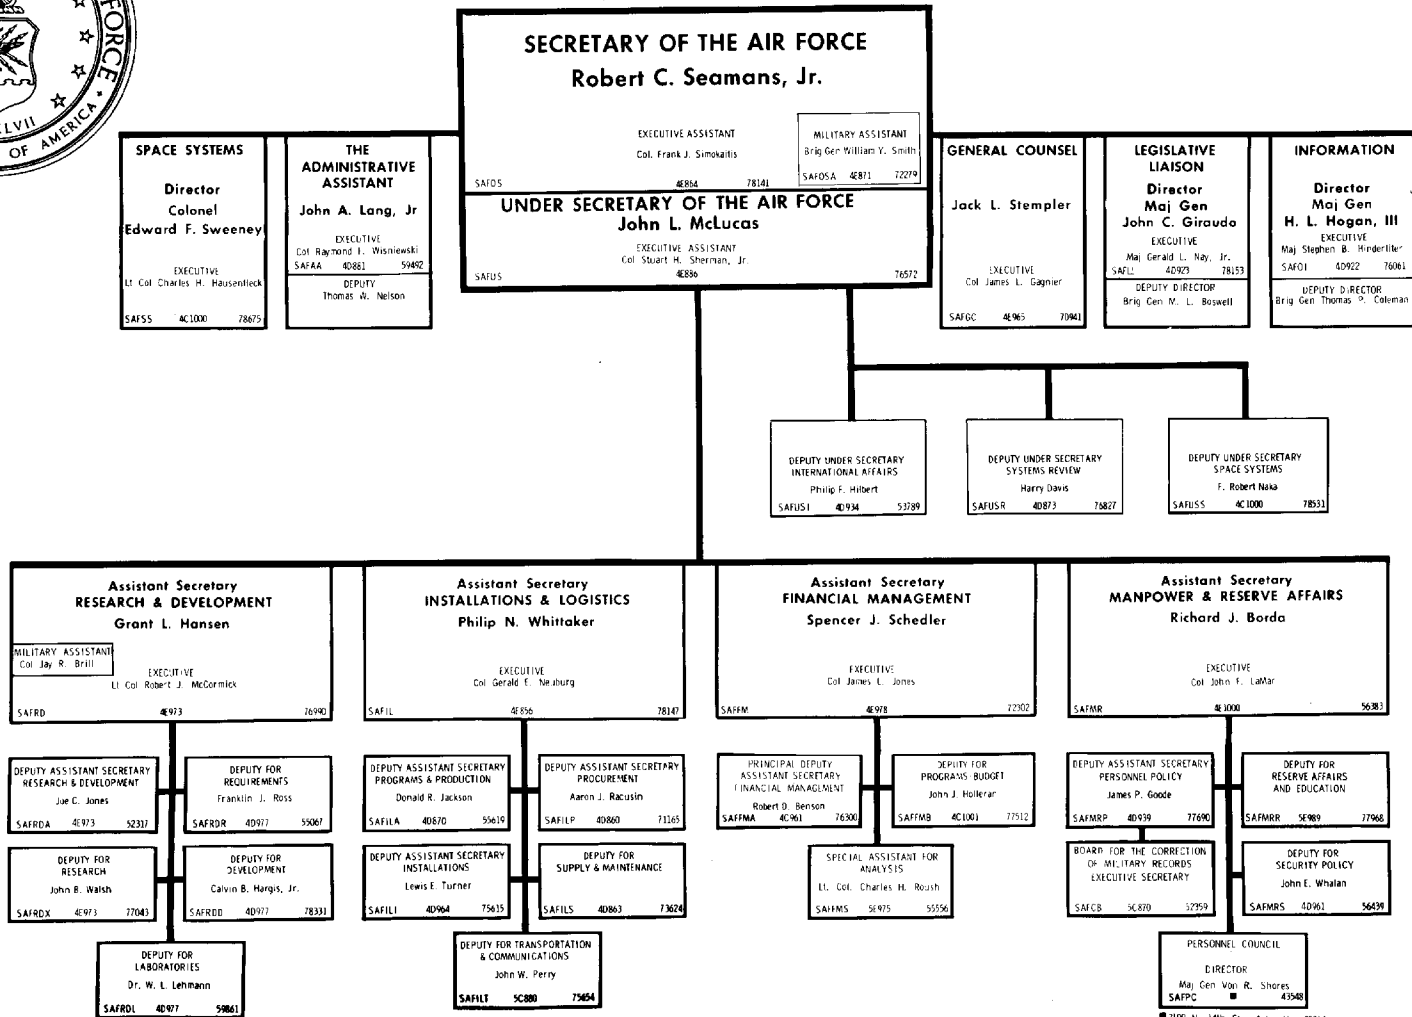 FORCE
LVII
OF AMERICA
SECRETARY OF THE AIR FORCE
Robert C. Seamans, Jr.
EXECUTIVE ASSISTANT
Col. Frank J. Simokaitis
MILITARY ASSISTANT
Brig Gen William Y. Smith
SAFOSA 4E871 72279
SAFOS 4E864 78141
UNDER SECRETARY OF THE AIR FORCE
John L. McLucas
EXECUTIVE ASSISTANT
Col Stuart H. Sherman, Jr.
SAFUS 4E886 76572
SPACE SYSTEMS
Director
Colonel
Edward F. Sweeney
EXECUTIVE
Lt Col Charles H. Hausenfleck
SAFSS 4C1000 78675
THE
ADMINISTRATIVE
ASSISTANT
John A. Lang, Jr
EXECUTIVE
Col Raymond I. Wisniewski
SAFAA 4D881 59492
DEPUTY
Thomas W. Nelson
GENERAL COUNSEL
Jack L. Stempler
EXECUTIVE
Col James L. Gagnier
SAFGC 4E965 70941
LEGISLATIVE
LIAISON
Director
Maj Gen
John C. Giraudo
EXECUTIVE
Maj Gerald L. Nay, Jr.
4D923 78153
DEPUTY DIRECTOR
Brig Gen M. L. Boswell
INFORMATION
Director
Maj Gen
H. L. Hogan, III
EXECUTIVE
Maj Stephen B. Hinderliter
SAFOI 4D922 76061
DEPUTY DIRECTOR
Brig Gen Thomas P. Coleman
DEPUTY UNDER SECRETARY
INTERNATIONAL AFFAIRS
Philip F. Hilbert
SAFUSI 4D934 53789
DEPUTY UNDER SECRETARY
SYSTEMS REVIEW
Harry Davis
SAFUSR 4D873 76827
DEPUTY UNDER SECRETARY
SPACE SYSTEMS
F. Robert Naka
SAFUSS 4C1000 78531
Assistant Secretary
RESEARCH & DEVELOPMENT
Grant L. Hansen
MILITARY ASSISTANT
Col Jay R. Brill
EXECUTIVE
Lt Col Robert J. McCormick
SAFRD 4E973 76990
Assistant Secretary
INSTALLATIONS & LOGISTICS
Philip N. Whittaker
EXECUTIVE
Col Gerald E. Neuburg
SAFIL 4E856 78147
Assistant Secretary
FINANCIAL MANAGEMENT
Spencer J. Schedler
EXECUTIVE
Col James L. Jones
SAFFM 4E978 72302
Assistant Secretary
MANPOWER & RESERVE AFFAIRS
Richard J. Borda
EXECUTIVE
Col John F. LaMar
SAFMR 4E1000 56383
DEPUTY ASSISTANT SECRETARY
RESEARCH & DEVELOPMENT
Joe C. Jones
SAFRDA 4E973 52317
DEPUTY FOR
REQUIREMENTS
Franklin J. Ross
SAFRDR 4D977 55067
DEPUTY FOR
RESEARCH
John B. Walsh
SAFRDX 4E973 77043
DEPUTY FOR
DEVELOPMENT
Calvin B. Hargis, Jr.
SAFRDD 4D977 78331
DEPUTY FOR
LABORATORIES
Dr. W. L. Lehmann
SAFRDL 4D977 59861
DEPUTY ASSISTANT SECRETARY
PROGRAMS & PRODUCTION
Donald R. Jackson
SAFILA 4D870 55619
DEPUTY ASSISTANT SECRETARY
PROCUREMENT
Aaron J. Racusin
SAFILP 4D860 71165
DEPUTY ASSISTANT SECRETARY
INSTALLATIONS
Lewis E. Turner
SAFILI 4D964 75615
DEPUTY FOR
SUPPLY & MAINTENANCE
SAFILS 4D863 73624
DEPUTY FOR TRANSPORTATION
& COMMUNICATIONS
John W. Perry
SAFILT 5C880 75654
PRINCIPAL DEPUTY
ASSISTANT SECRETARY
FINANCIAL MANAGEMENT
Robert D. Benson
SAFFMA 4C961 76300
DEPUTY FOR
PROGRAMS-BUDGET
John J. Holleran
SAFFMB 4C1001 77512
SPECIAL ASSISTANT FOR
ANALYSIS
Lt. Col. Charles H. Roush
SAFFMS 5E975 55556
DEPUTY ASSISTANT SECRETARY
PERSONNEL POLICY
James P. Goode
SAFMRP 4D939 77690
DEPUTY FOR
RESERVE AFFAIRS
AND EDUCATION
SAFMRR 5E989 77968
BOARD FOR THE CORRECTION
OF MILITARY RECORDS
EXECUTIVE SECRETARY
SAFCB 5C870 52359
DEPUTY FOR
SECURITY POLICY
John E. Whalan
SAFMRS 4D961 56439
PERSONNEL COUNCIL
DIRECTOR
Maj Gen Von R. Shores
SAFPC ■ 43548